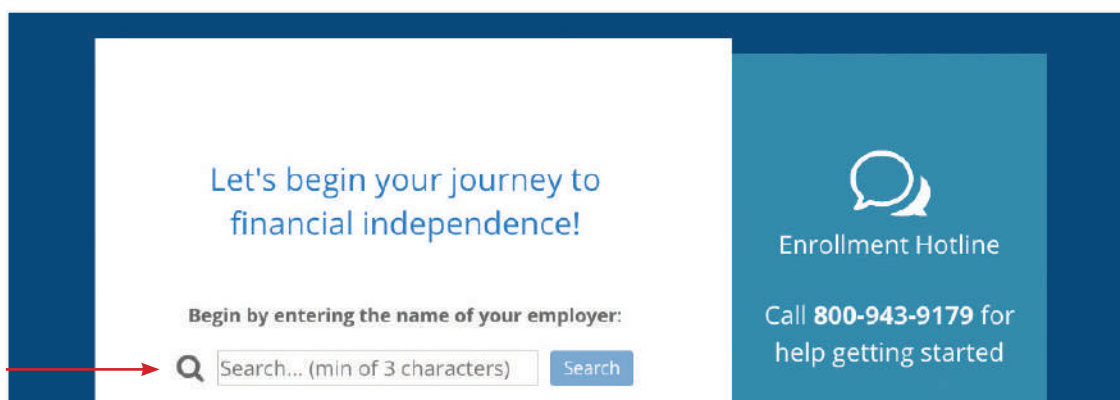 Let's begin your journey to
financial independence!
Begin by entering the name of your employer:
Search... (min of 3 characters)
Search
Enrollment Hotline
Call 800-943-9179 for
help getting started